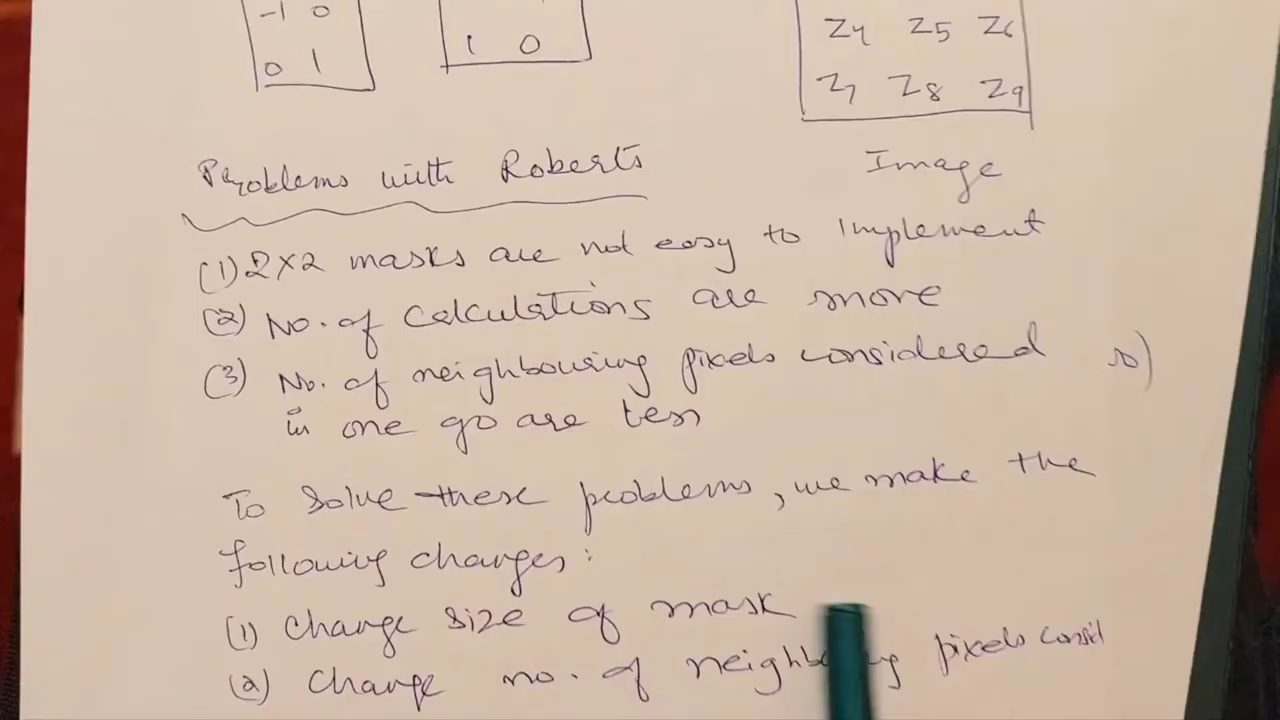 -1 0
0 1
1 0
Z4 Z5 Z6
Z7 Z8 Z9
Image
Problems with Roberts
(1) 2x2 masks are not easy to implement
(2) No. of calculations are more
(3) No. of neighbouring pixels considered
in one go are less
To solve these problems, we make the
following changes:
(1) change size of mask
(2) change no. of pixels consid